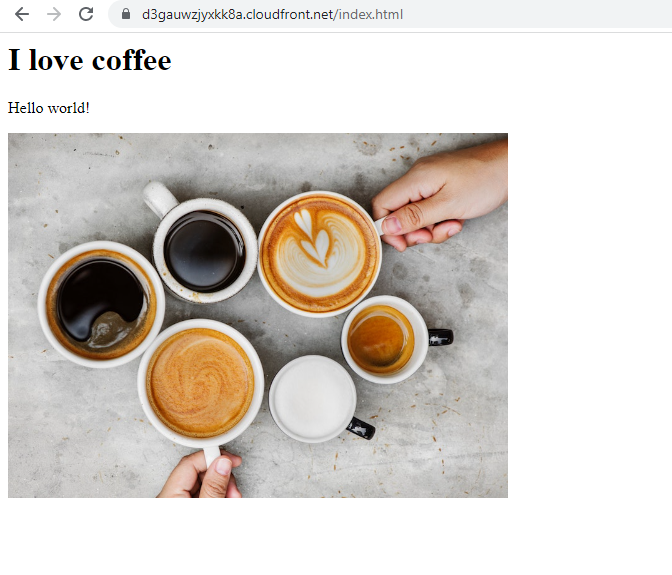 d3gauwzjyxkk8a.cloudfront.net/index.html
I love coffee
Hello world!